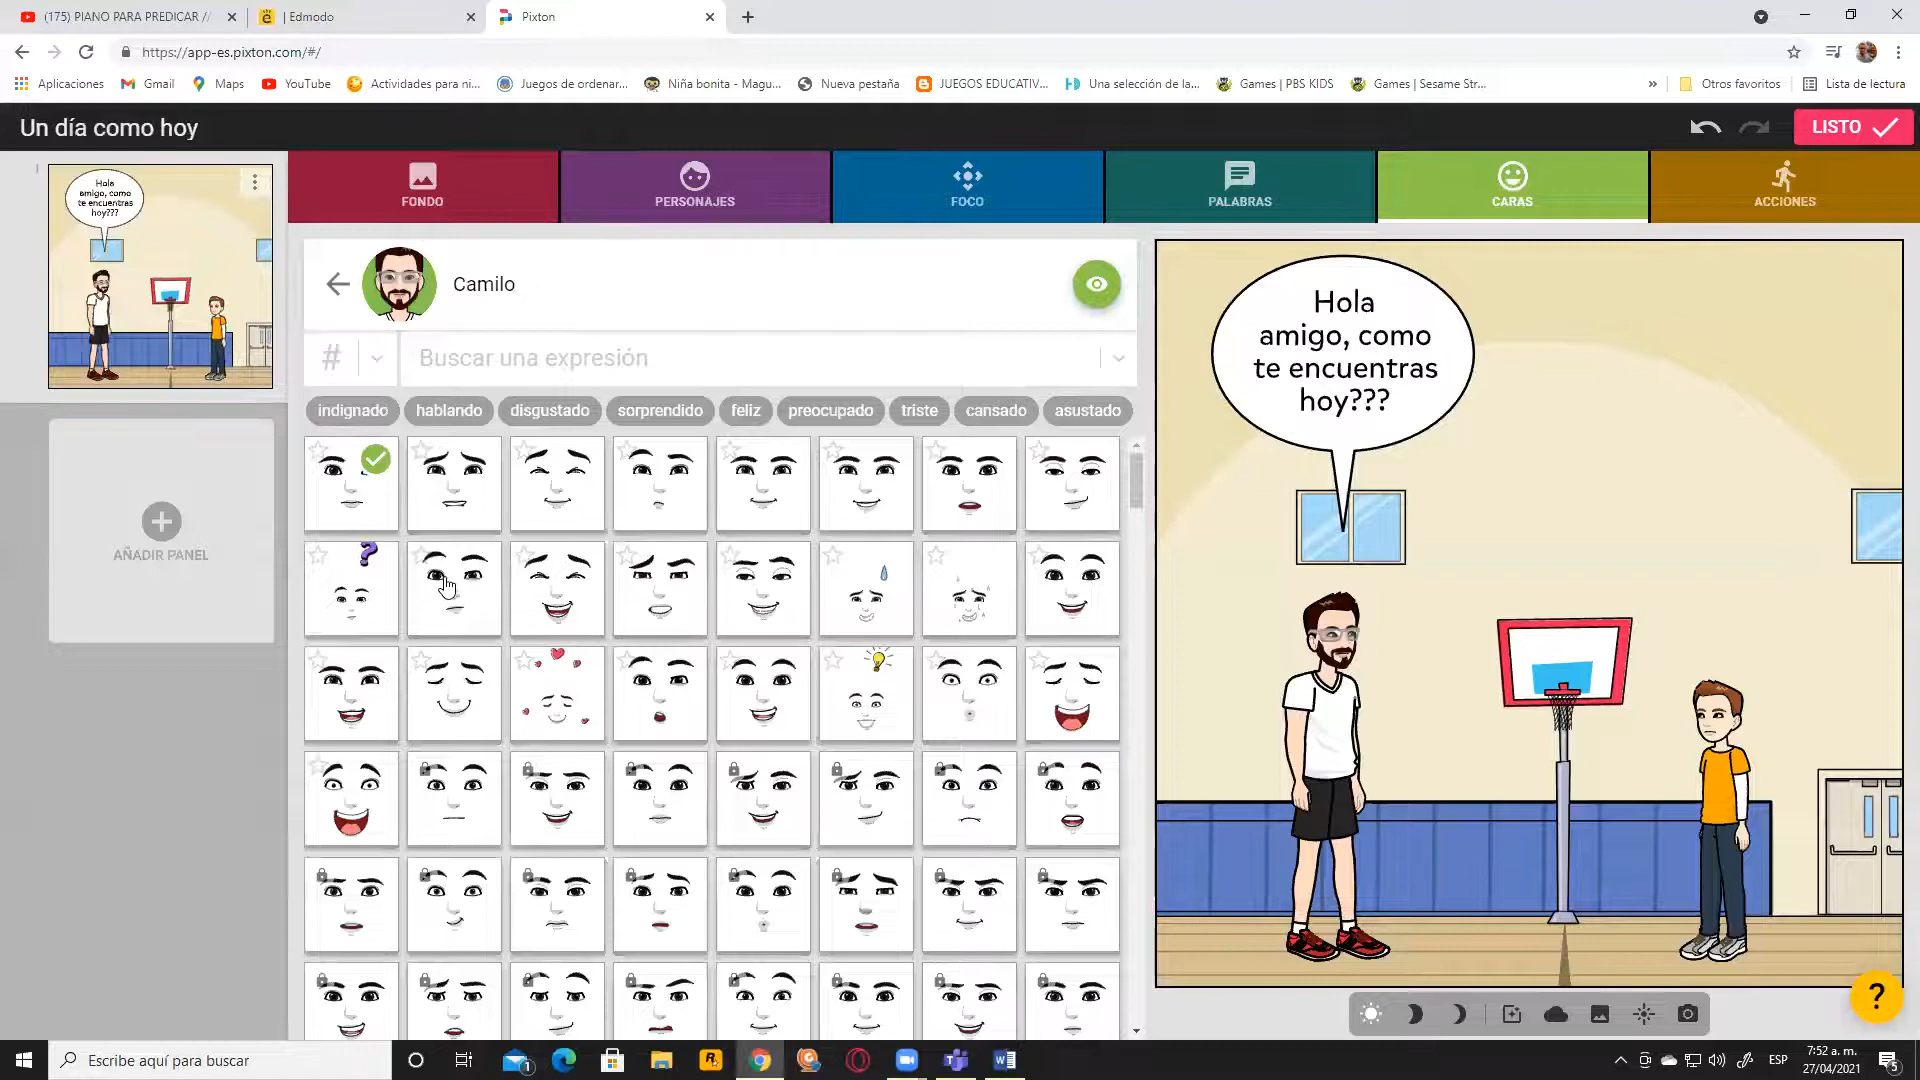 (175) PIANO PARA PREDICAR //
| Edmodo
Pixton
https://app-es.pixton.com/#/
Aplicaciones
Gmail
Maps
YouTube
Actividades para ni...
Juegos de ordenar...
Niña bonita - Magu...
Nueva pestaña
JUEGOS EDUCATIV...
Una selección de la...
Games | PBS KIDS
Games | Sesame Str...
»
Otros favoritos
Lista de lectura
Un día como hoy
LISTO
FONDO
PERSONAJES
FOCO
PALABRAS
CARAS
ACCIONES
1
Hola
amigo, como
te encuentras
hoy???
AÑADIR PANEL
Camilo
#
Buscar una expresión
indignado
hablando
disgustado
sorprendido
feliz
preocupado
triste
cansado
asustado
?
Hola
amigo, como
te encuentras
hoy???
?
Escribe aquí para buscar
1
ESP
7:52 a. m.
27/04/2021
5